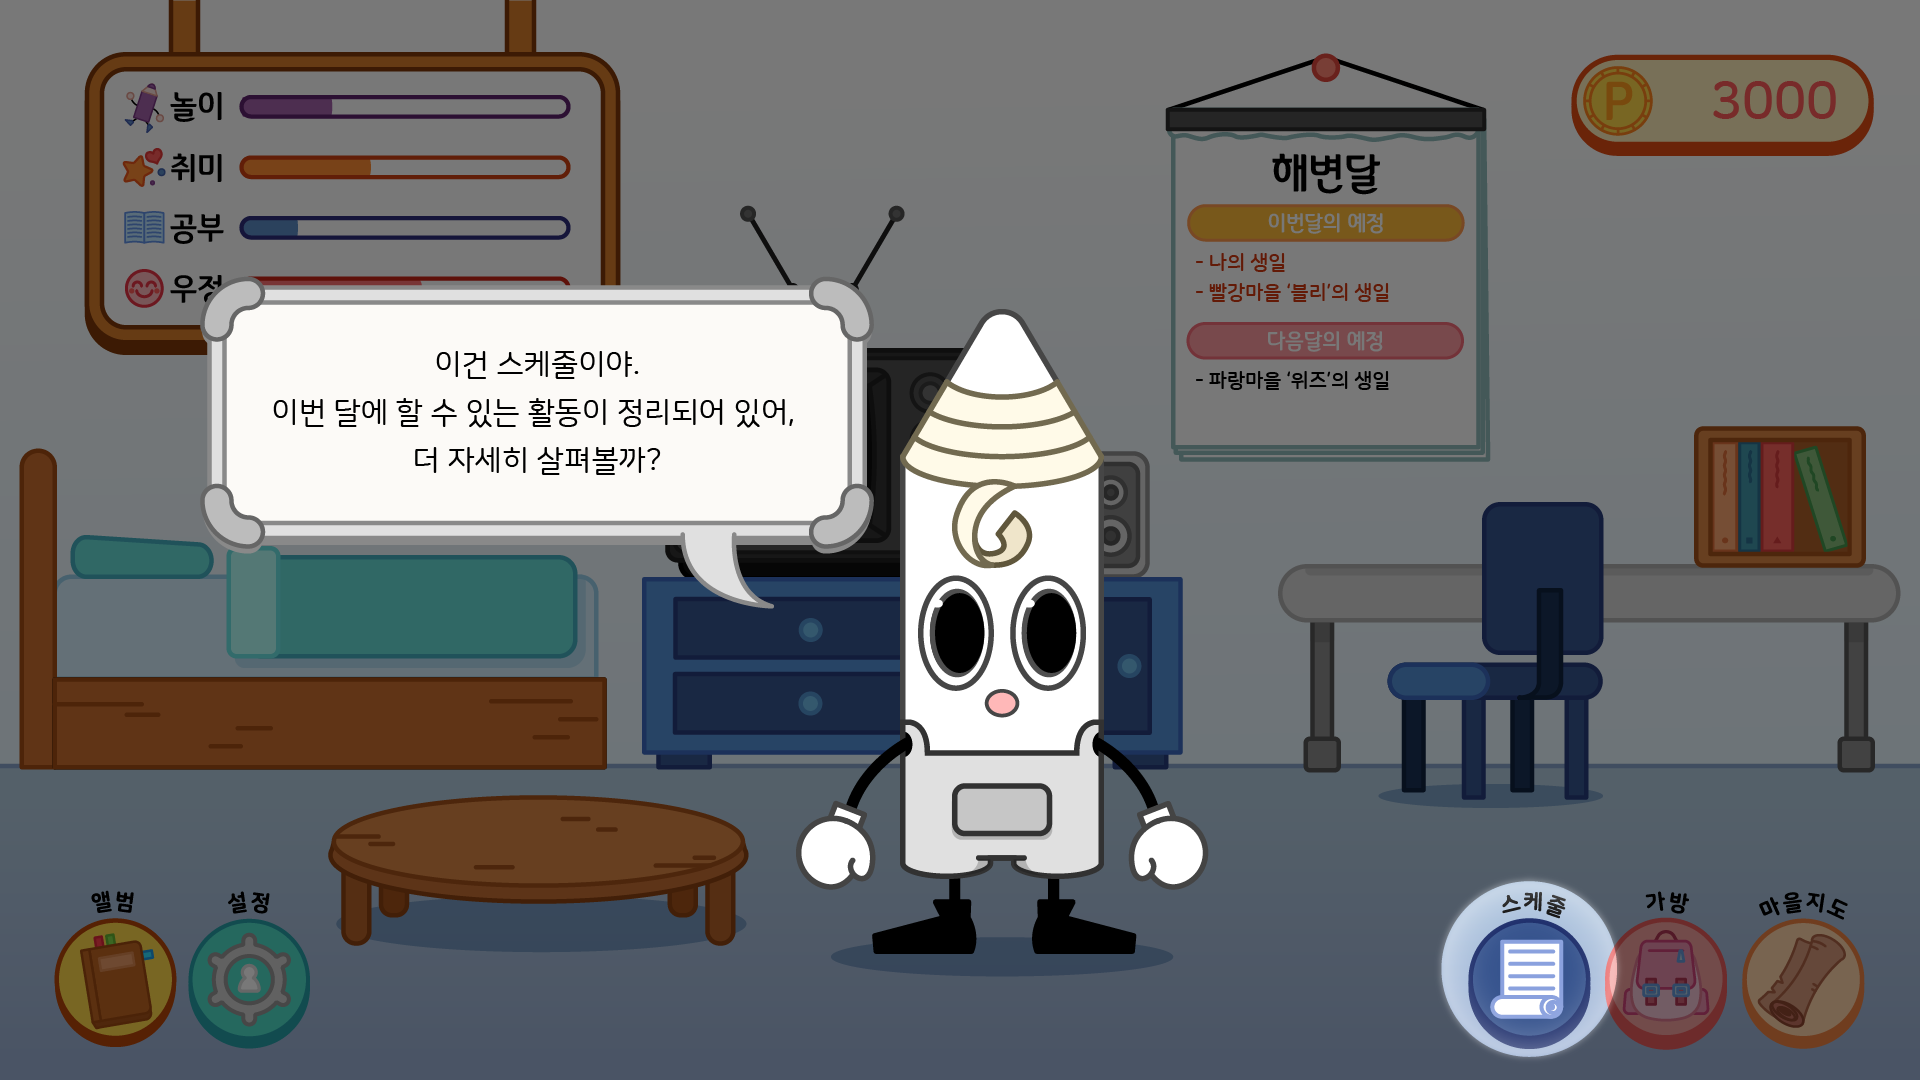 놀이
취미
공부
우정
이건 스케줄이야.
이번 달에 할 수 있는 활동이 정리되어 있어,
더 자세히 살펴볼까?
해변달
이번달의 예정
- 나의 생일
- 빨강마을 '블리'의 생일
다음달의 예정
- 파랑마을 '위즈'의 생일
P 3000
앨범
설정
스케줄
가방
마을지도